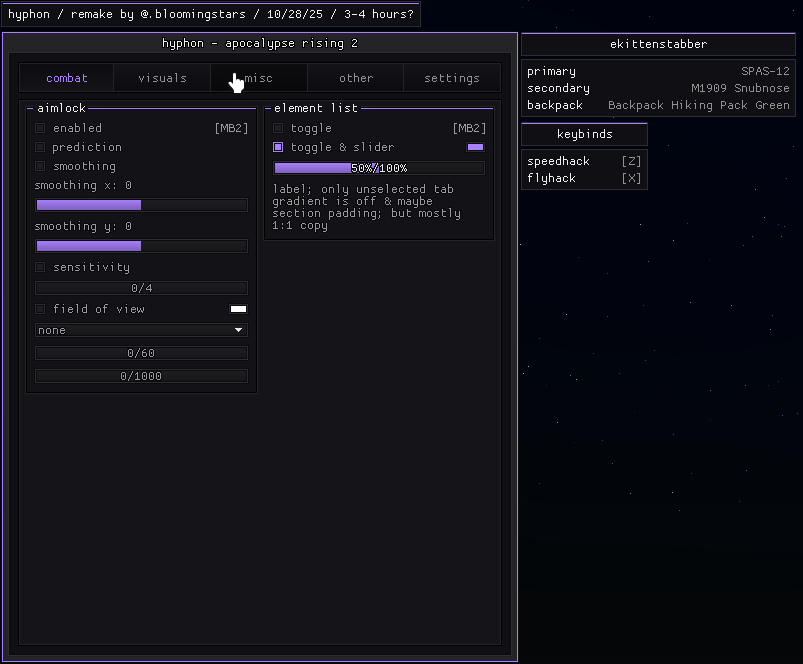 hyphon / remake by @.bloomingstars / 10/28/25 / 3-4 hours?
hyphon - apocalypse rising 2
combat visuals misc other settings
aimlock
enabled [MB2]
prediction
smoothing
smoothing x: 0
smoothing y: 0
sensitivity
0/4
field of view
none
0/60
0/1000
element list
toggle [MB2]
toggle & slider
50%/100%
label; only unselected tab
gradient is off & maybe
section padding; but mostly
1:1 copy
ekittenstabber
primary SPAS-12
secondary M1909 Snubnose
backpack Backpack Hiking Pack Green
keybinds
speedhack [Z]
flyhack [X]